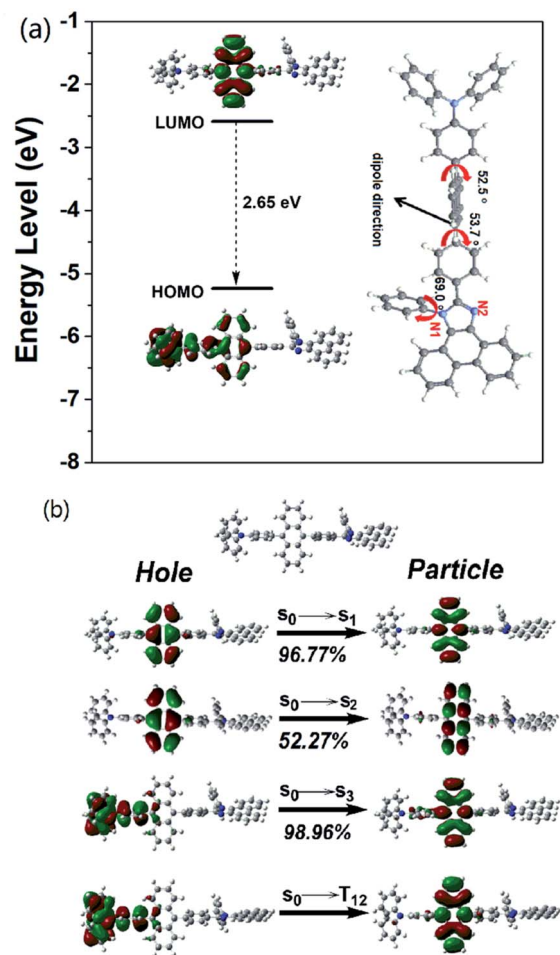 (a)
-1
-2
-3
-4
-5
-6
-7
-8
Energy Level (eV)
LUMO
2.65 eV
HOMO
dipole direction
52.5 °
53.7 °
69.0 °
N1
N2
(b)
Hole
Particle
S0 → S1
96.77%
S0 → S2
52.27%
S0 → S3
98.96%
S0 → T12